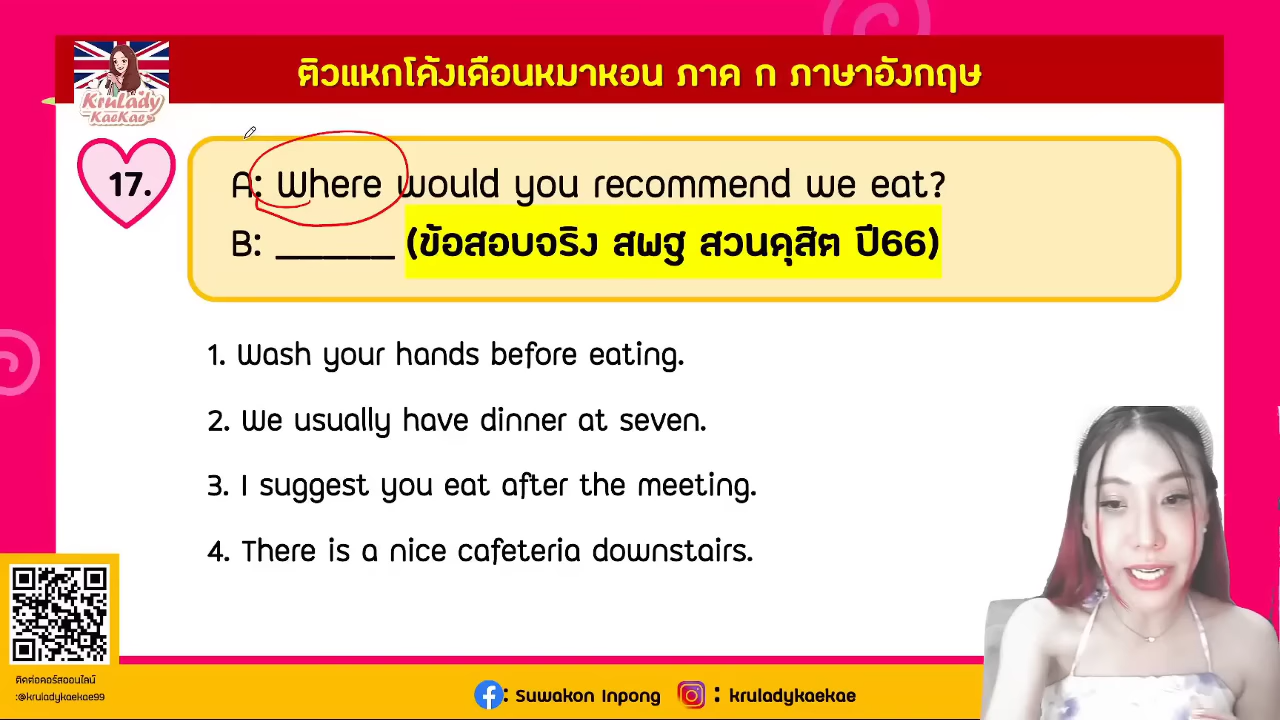 ติวแหกโค้งเดือนหมาหอน ภาค ก ภาษาอังกฤษ
KruLady
KaeKae
17.
A: Where would you recommend we eat?
B: ______ (ข้อสอบจริง สพฐ สวนดุสิต ปี66)
1. Wash your hands before eating.
2. We usually have dinner at seven.
3. I suggest you eat after the meeting.
4. There is a nice cafeteria downstairs.
ติดต่อคอร์สออนไลน์
:@kruladykaekae99
: Suwakon Inpong
: kruladykaekae